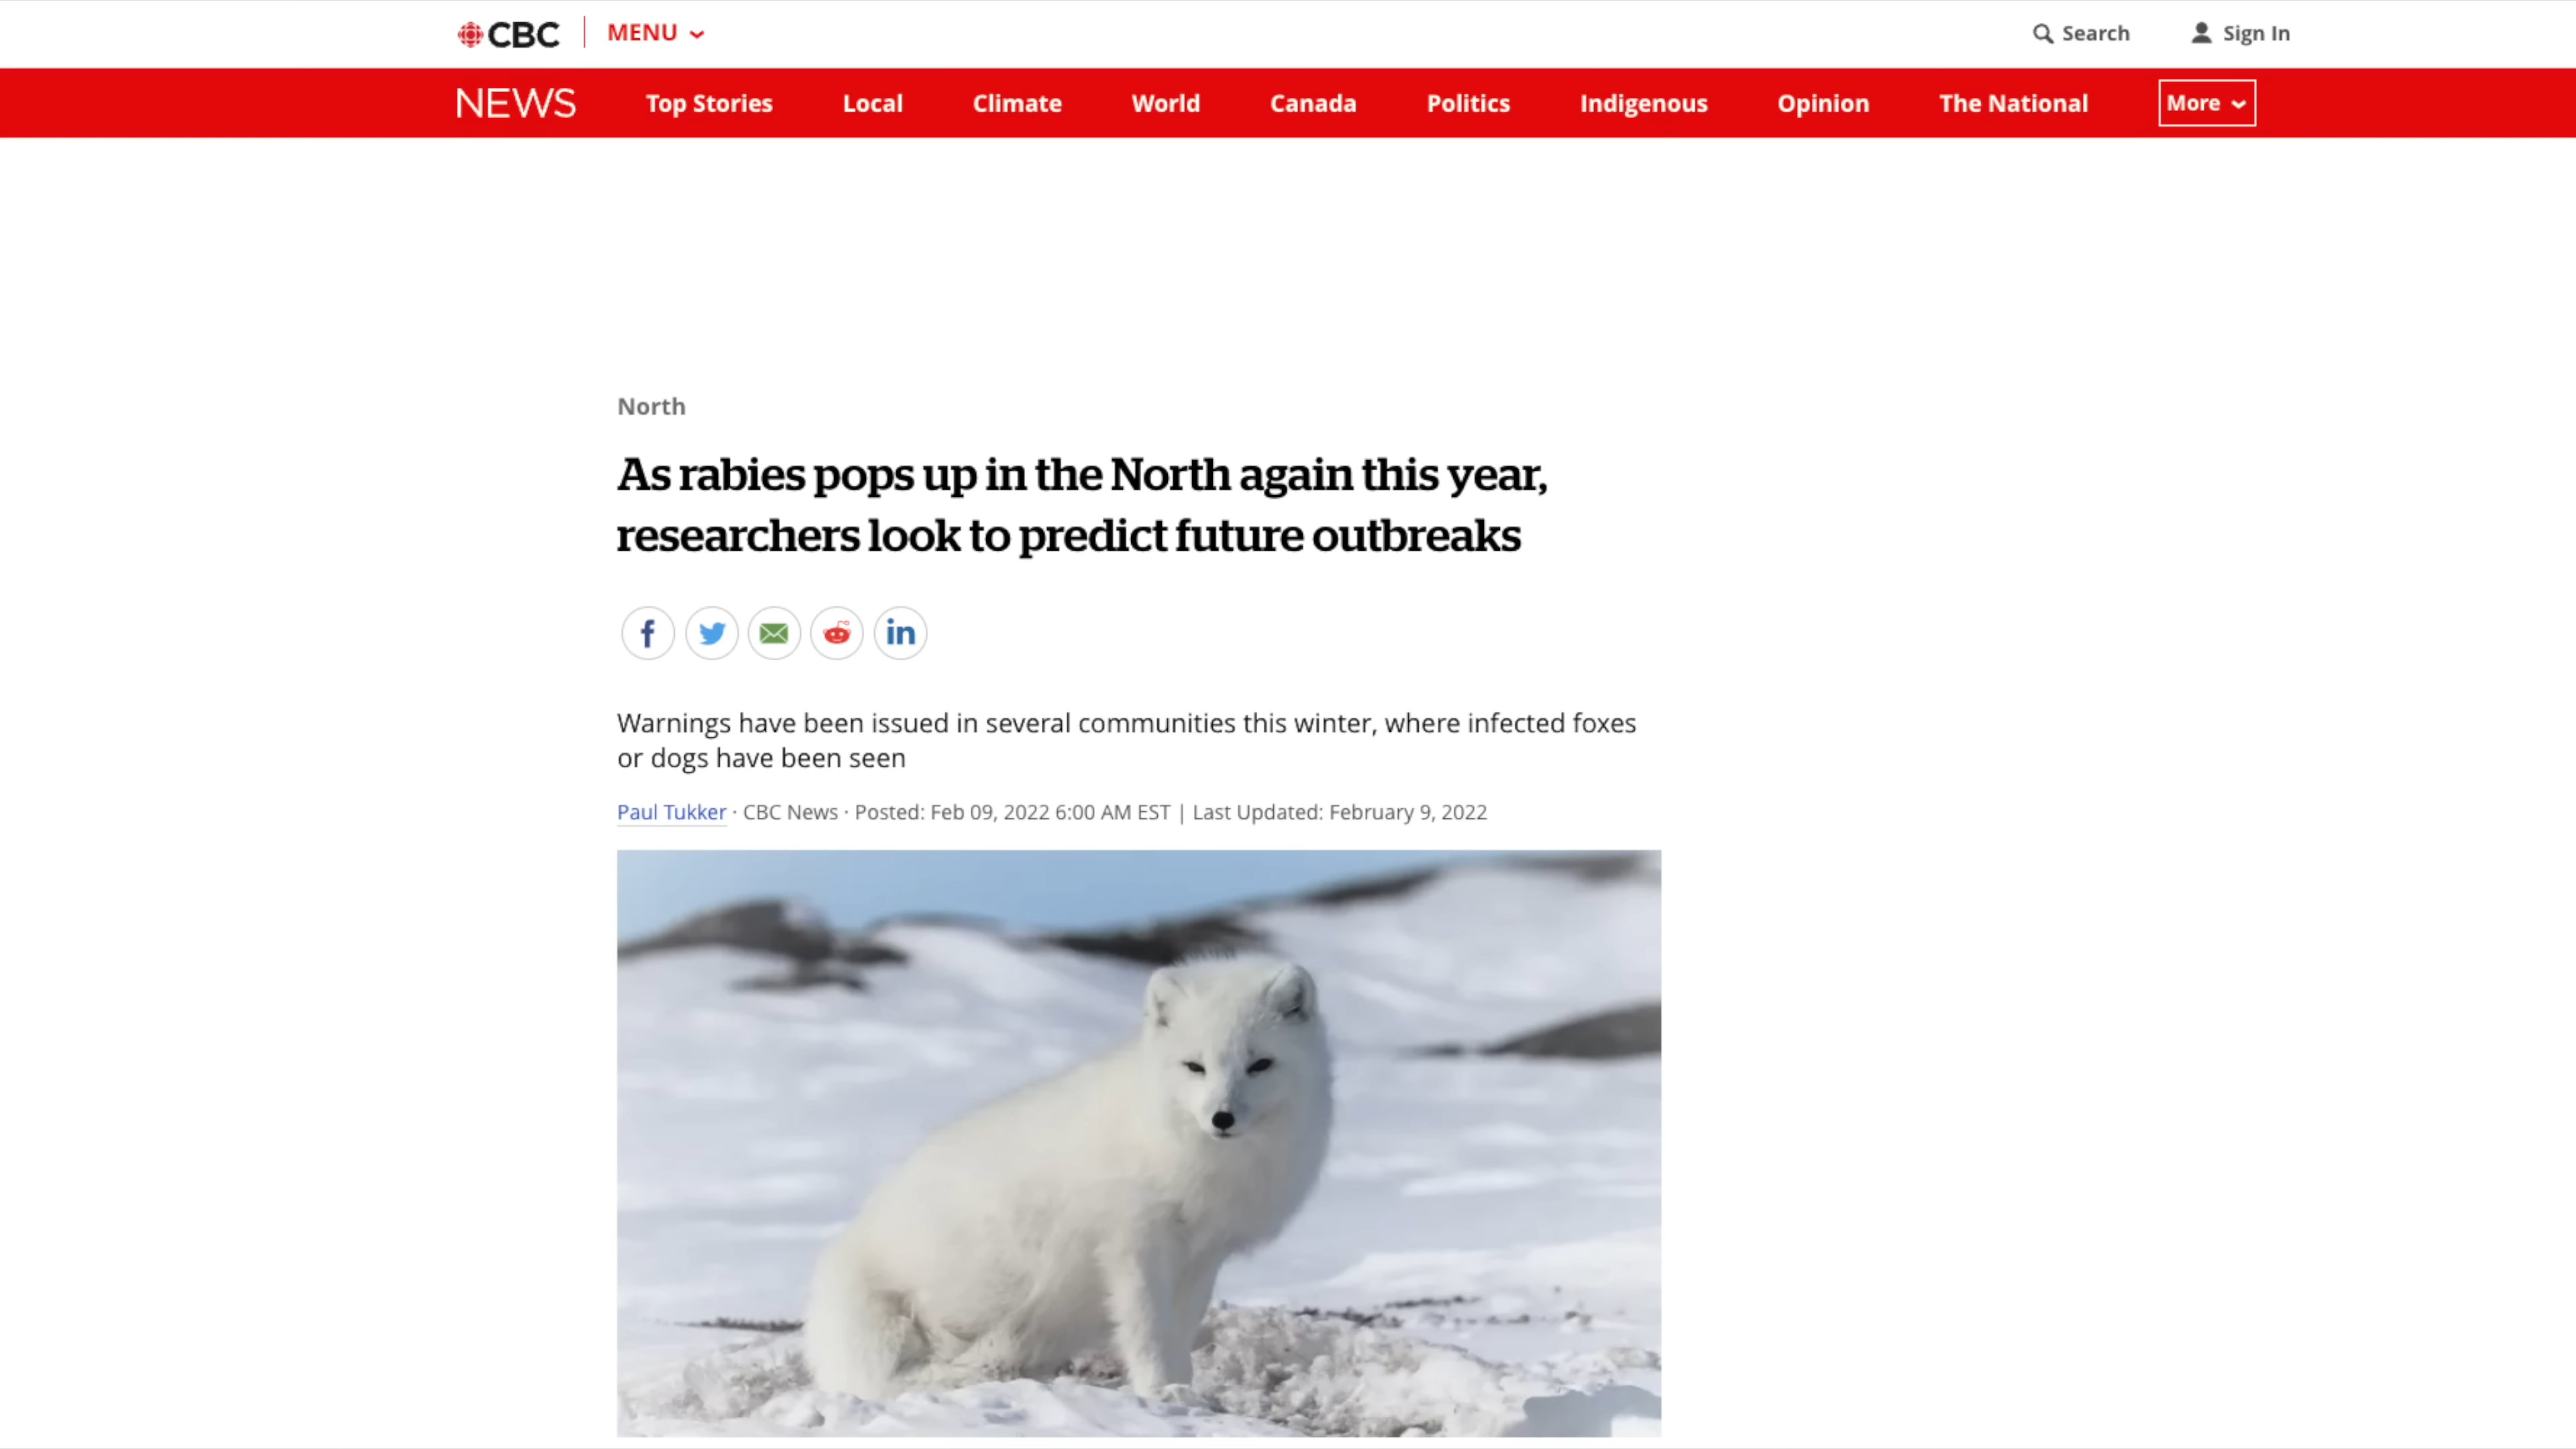 CBC MENU Search Sign In
NEWS Top Stories Local Climate World Canada Politics Indigenous Opinion The National More
North
As rabies pops up in the North again this year,
researchers look to predict future outbreaks
f in
Warnings have been issued in several communities this winter, where infected foxes
or dogs have been seen
Paul Tukker · CBC News · Posted: Feb 09, 2022 6:00 AM EST | Last Updated: February 9, 2022